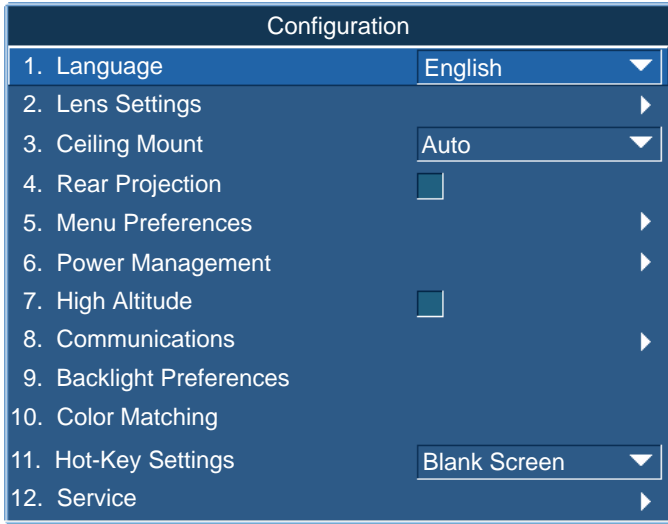 Configuration
1. Language English
2. Lens Settings
3. Ceiling Mount Auto
4. Rear Projection
5. Menu Preferences
6. Power Management
7. High Altitude
8. Communications
9. Backlight Preferences
10. Color Matching
11. Hot-Key Settings Blank Screen
12. Service